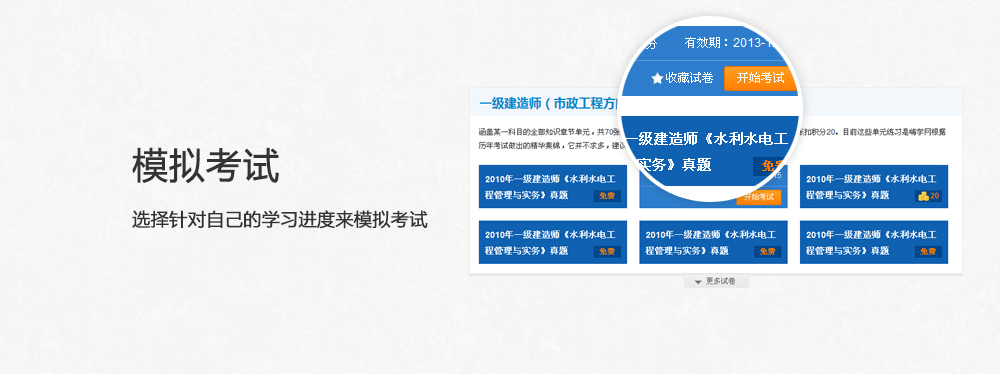 模拟考试
选择针对自己的学习进度来模拟考试
有效期：2013-1
收藏试卷
开始考试
一级建造师《水利水电工
实务》真题
一级建造师（市政工程方
涵盖某一科目的全部知识章节单元，共70张
扣积分20。目前这些单元练习是嗨学网根据
历年考试做出的精华集锦，它并不求多，建议
2010年一级建造师《水利水电工
程管理与实务》真题
免费
开始考试
2010年一级建造师《水利水电工
程管理与实务》真题
20
2010年一级建造师《水利水电工
程管理与实务》真题
免费
2010年一级建造师《水利水电工
程管理与实务》真题
免费
2010年一级建造师《水利水电工
程管理与实务》真题
免费
更多试卷